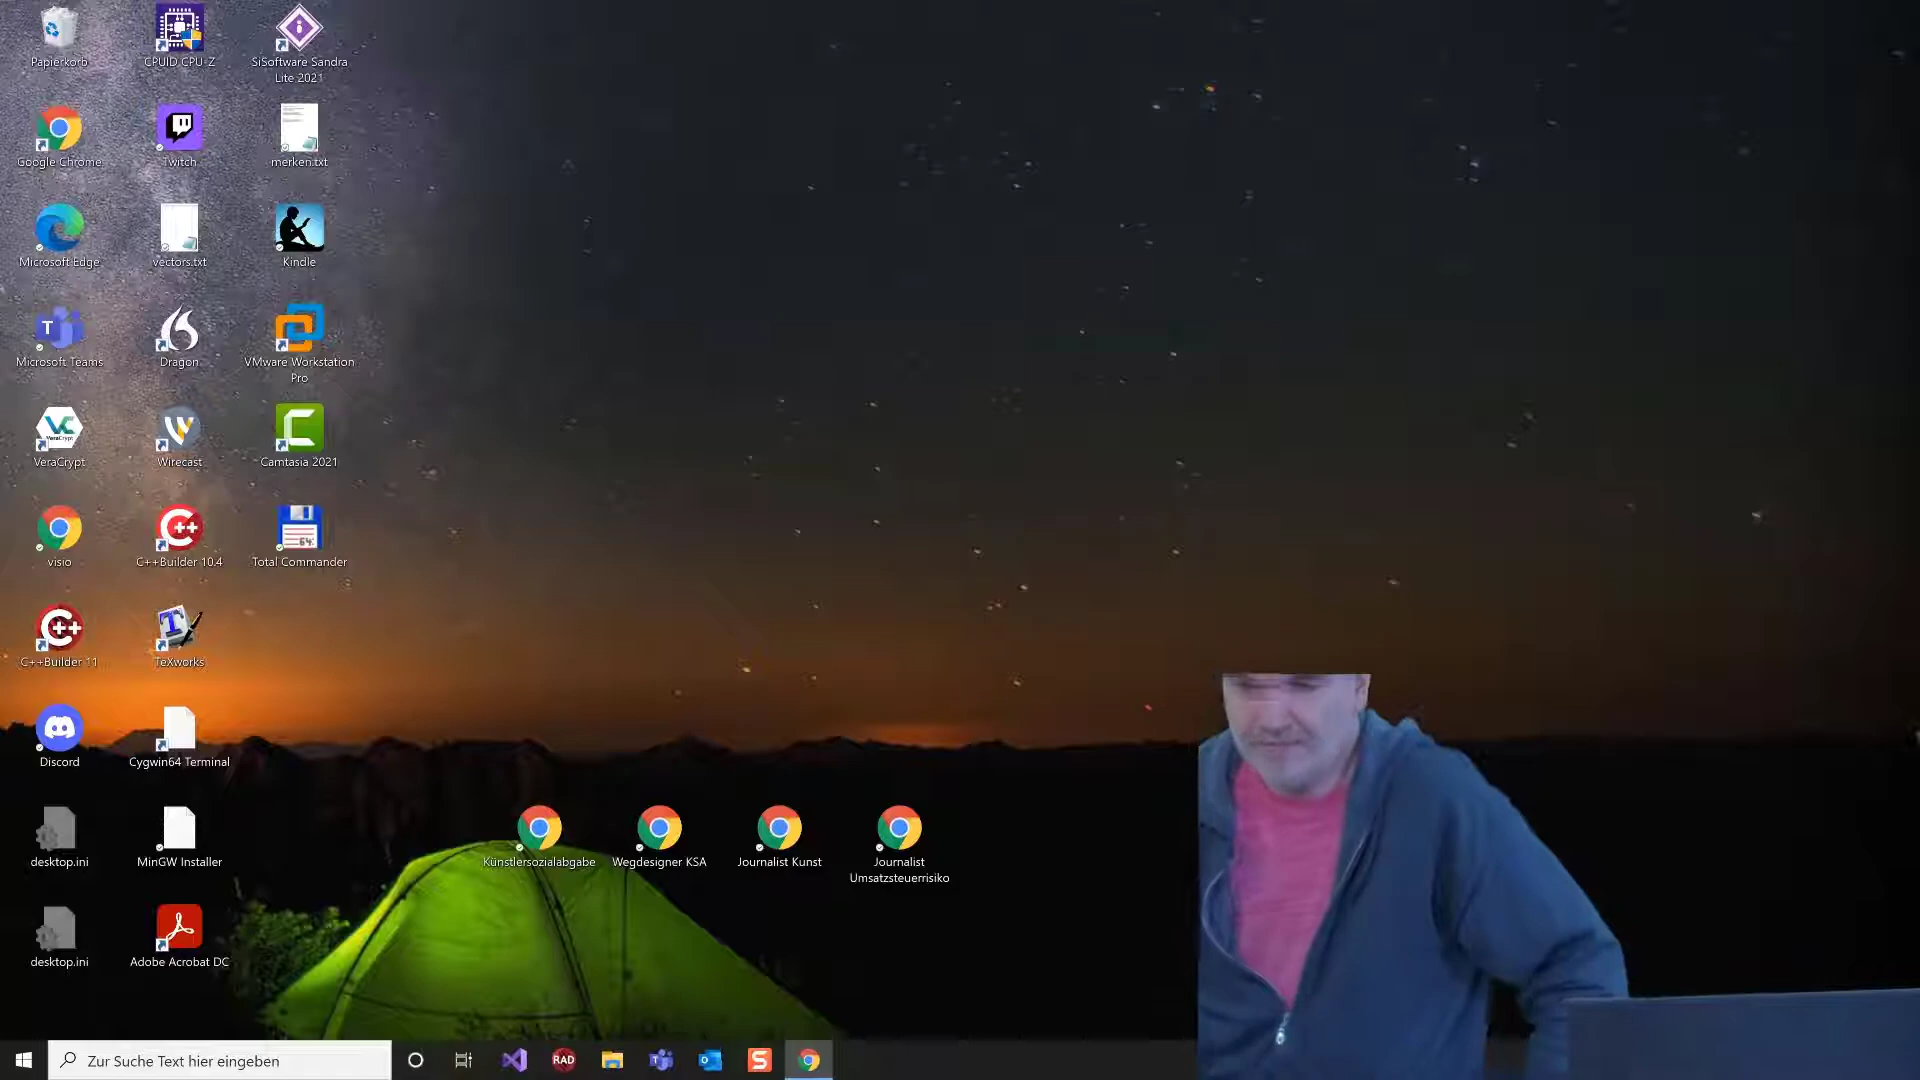 Papierkorb
CPUID CPU-Z
SiSoftware Sandra
Lite 2021
Google Chrome
Twitch
merken.txt
Microsoft Edge
vectors.txt
Kindle
T
Microsoft Teams
Dragon
VMware Workstation
Pro
VC
VeraCrypt
VeraCrypt
Wirecast
Camtasia 2021
visio
C++
C++Builder 10.4
64
Total Commander
C++
C++Builder 11
T
TeXworks
Discord
Cygwin64 Terminal
desktop.ini
MinGW Installer
Künstlersozialabgabe
Wegdesigner KSA
Journalist Kunst
Journalist
Umsatzsteuerrisiko
desktop.ini
Adobe Acrobat DC
Zur Suche Text hier eingeben
RAD